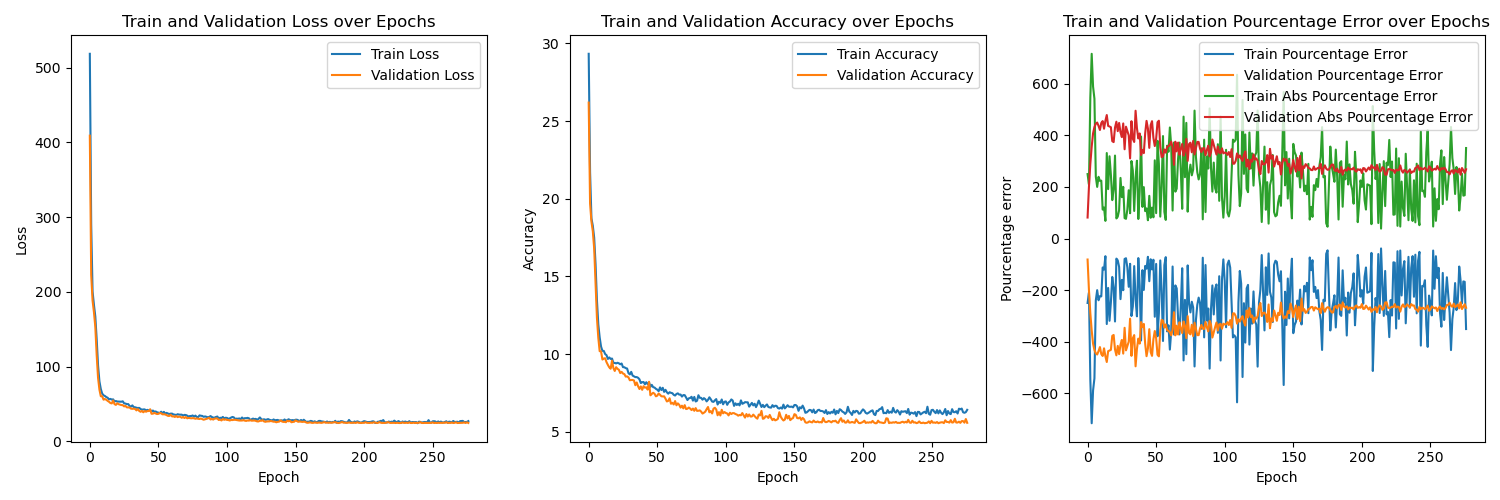 Train and Validation Loss over Epochs
Train Loss
Validation Loss
500
400
300
200
100
0
Loss
0 50 100 150 200 250
Epoch
Train and Validation Accuracy over Epochs
Train Accuracy
Validation Accuracy
30
25
20
15
10
5
Accuracy
0 50 100 150 200 250
Epoch
Train and Validation Pourcentage Error over Epochs
Train Pourcentage Error
Validation Pourcentage Error
Train Abs Pourcentage Error
Validation Abs Pourcentage Error
600
400
200
0
−200
−400
−600
Pourcentage error
0 50 100 150 200 250
Epoch